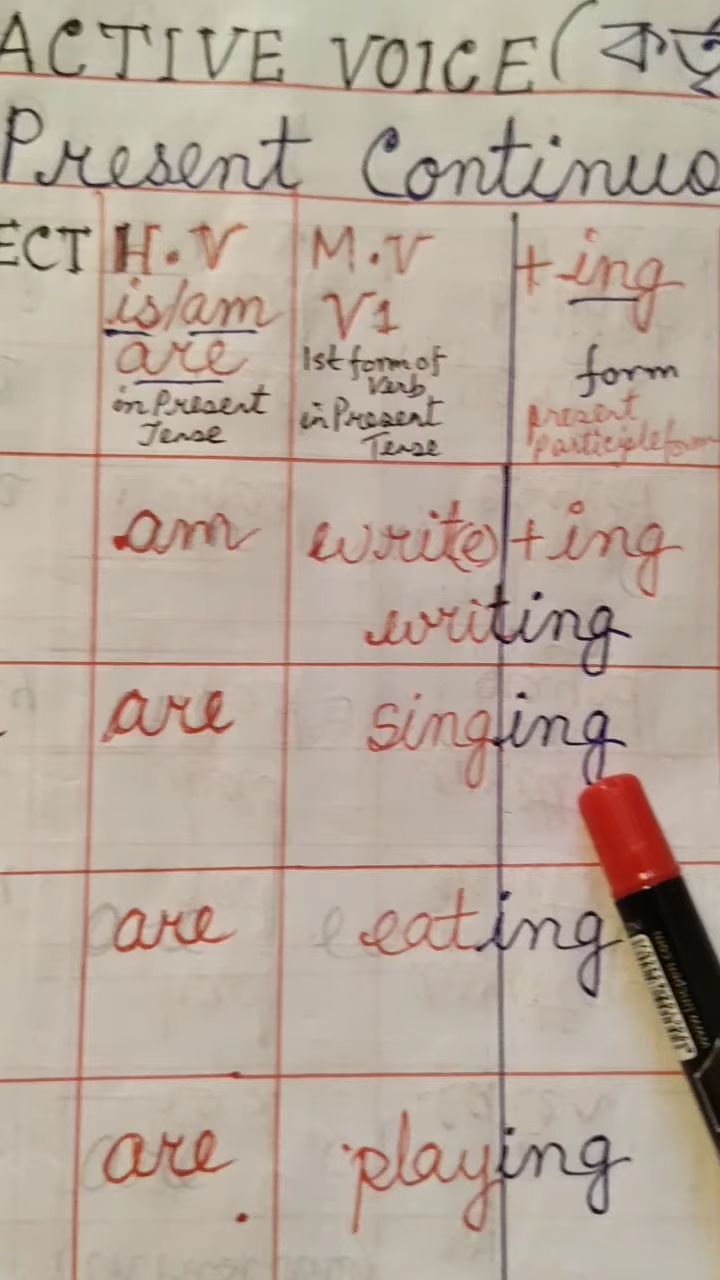 ACTIVE VOICE (কর্তৃ
Present Continuo
ECT H.V M.V + ing
is/am V1
are 1st form of form
Verb
in Present in Present present
Tense Tense participle form
am write + ing
writing
are singing
are eating
are playing